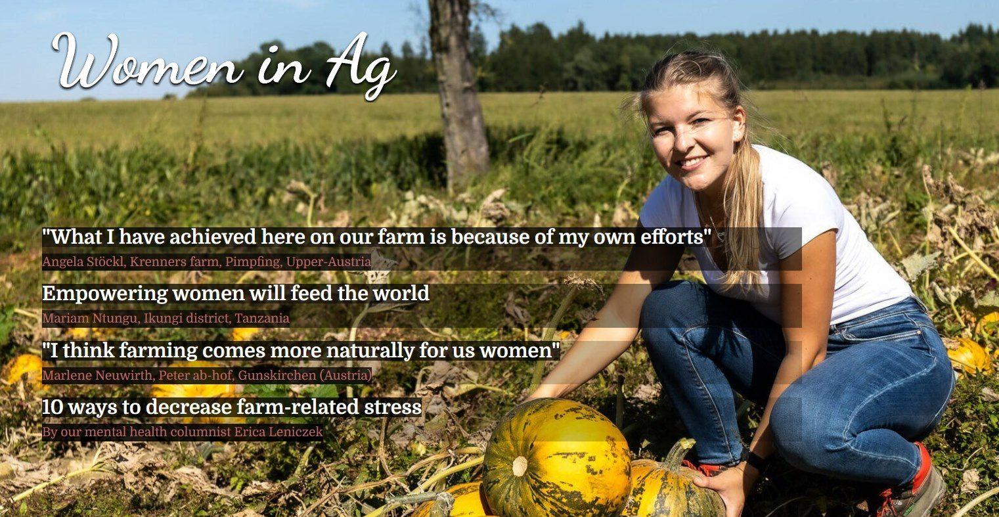 Women in Ag
"What I have achieved here on our farm is because of my own efforts"
Angela Stöckl, Krenners farm, Pimpfing, Upper-Austria
Empowering women will feed the world
Mariam Ntungu, Ikungi district, Tanzania
"I think farming comes more naturally for us women"
Marlene Neuwirth, Peter ab-hof, Gunskirchen (Austria)
10 ways to decrease farm-related stress
By our mental health columnist Erica Leniczek